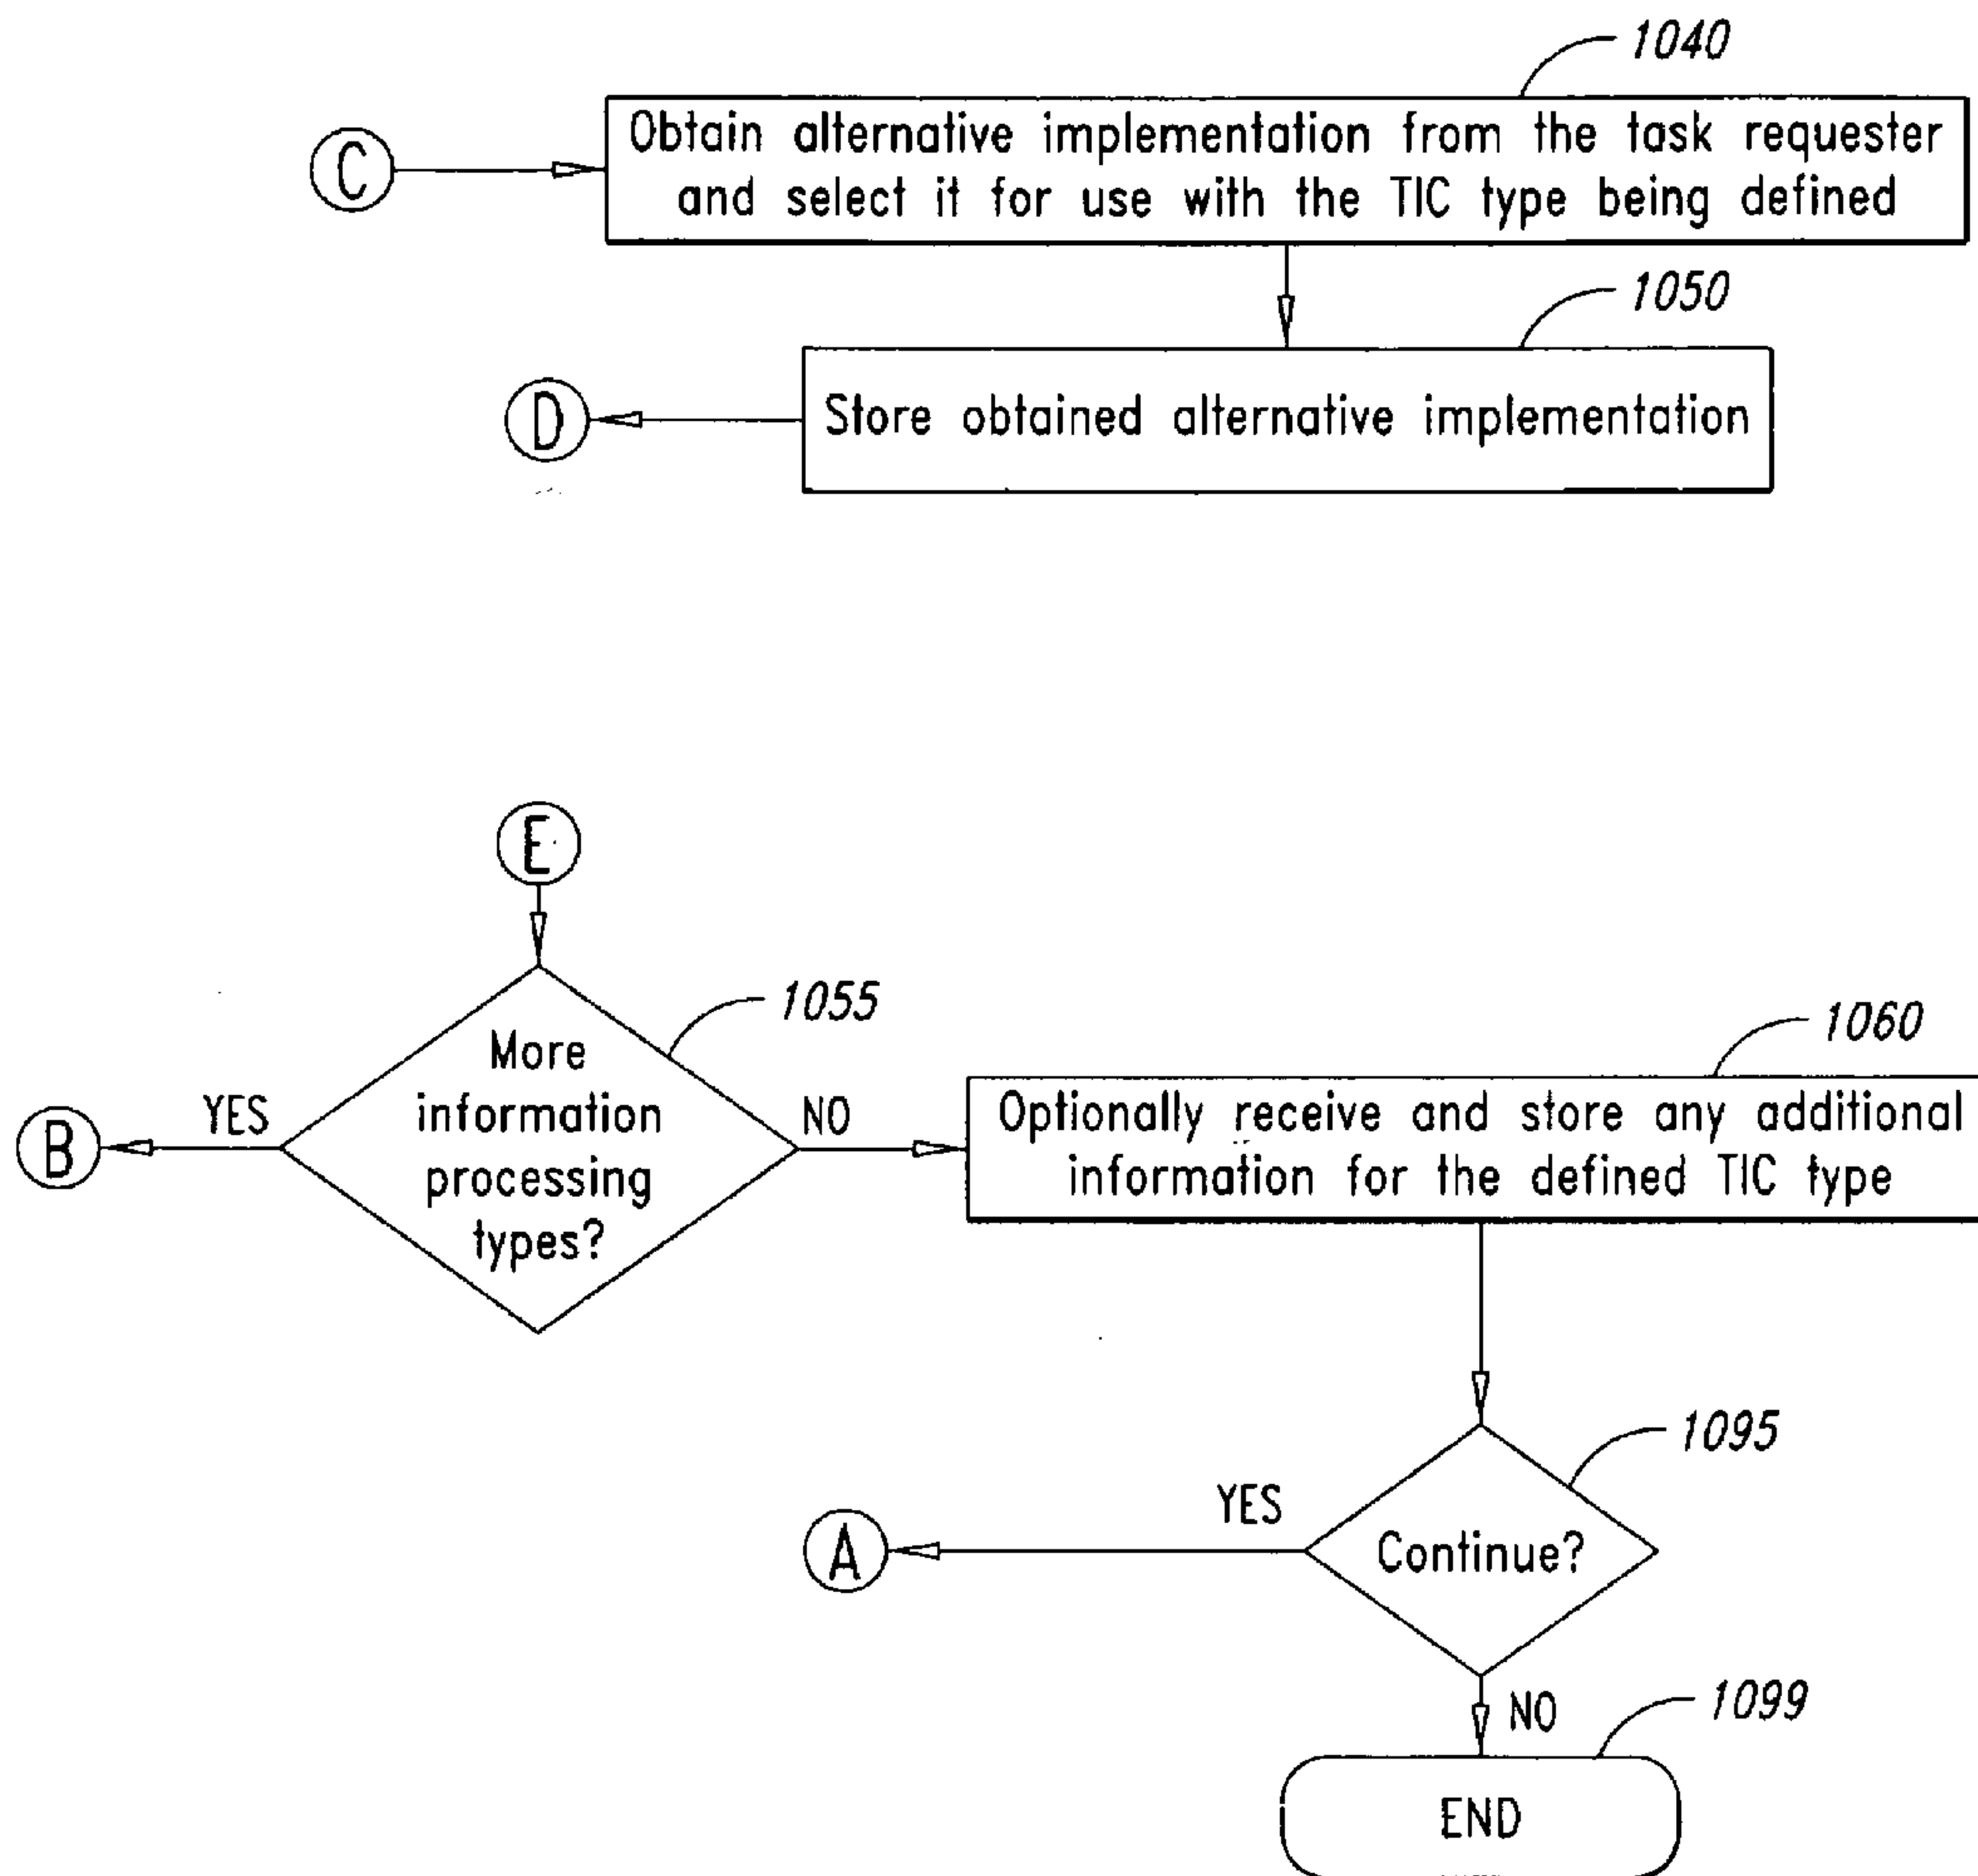 1040
C
Obtain alternative implementation from the task requester
and select it for use with the TIC type being defined
1050
D
Store obtained alternative implementation
E
1055
More
information
processing
types?
YES
B
NO
1060
Optionally receive and store any additional
information for the defined TIC type
1095
YES
A
Continue?
NO
1099
END